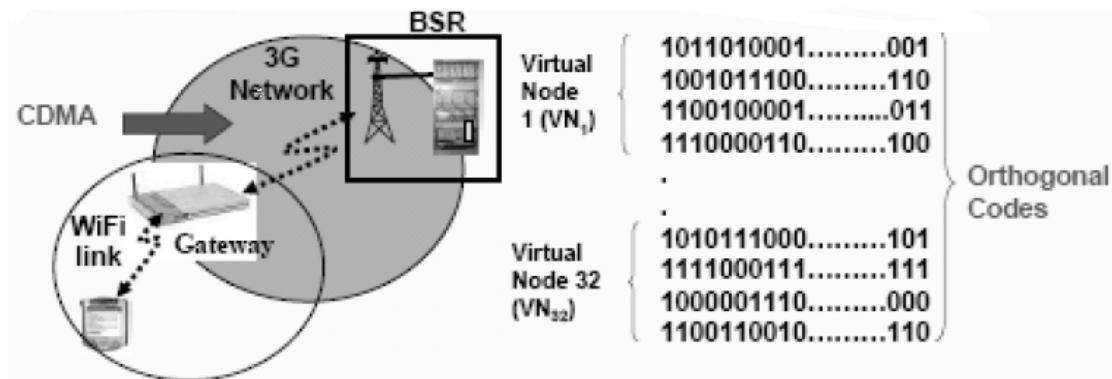 BSR
3G
Network
CDMA
WiFi
link
Gateway
Virtual
Node
1 (VN₁)
1011010001.........001
1001011100.........110
1100100001.........011
1110000110.........100
.
.
Virtual
Node 32
(VN₃₂)
1010111000.........101
1111000111.........111
1000001110.........000
1100110010.........110
Orthogonal
Codes